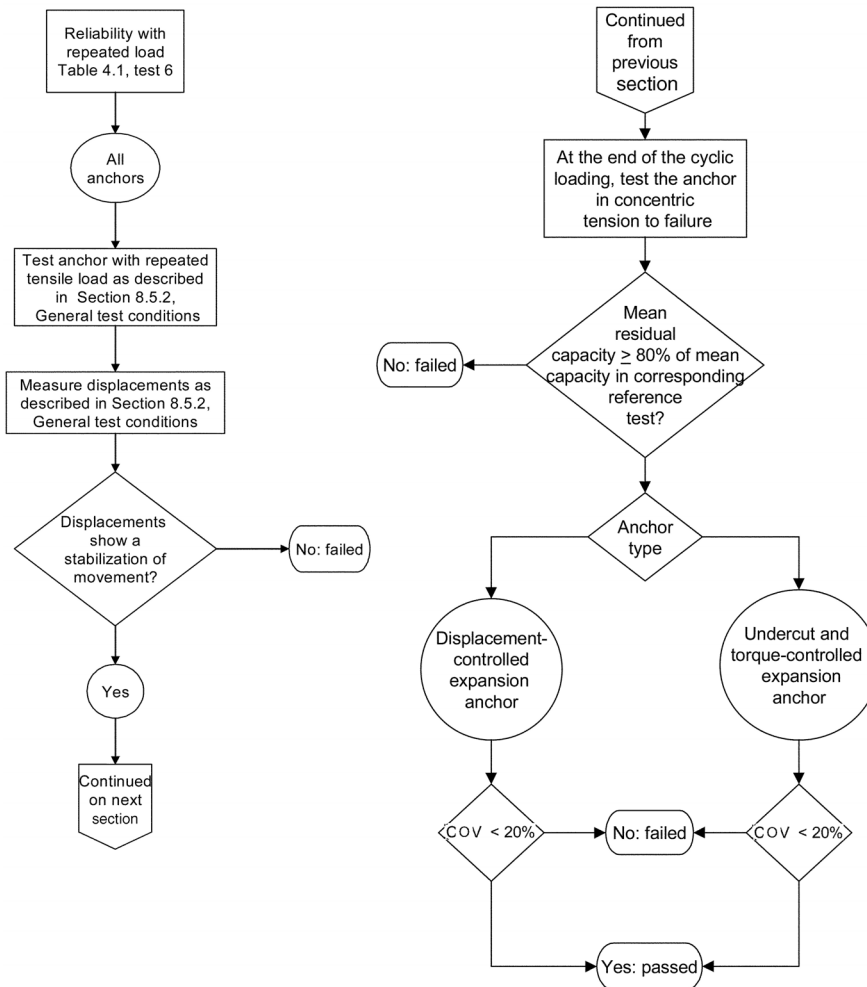 Reliability with
repeated load
Table 4.1, test 6
All
anchors
Test anchor with repeated
tensile load as described
in Section 8.5.2,
General test conditions
Measure displacements as
described in Section 8.5.2,
General test conditions
Displacements
show a
stabilization of
movement?
No: failed
Yes
Continued
on next
section
Continued
from
previous
section
At the end of the cyclic
loading, test the anchor
in concentric
tension to failure
Mean
residual
capacity ≥ 80% of mean
capacity in corresponding
reference
test?
No: failed
Anchor
type
Displacement-
controlled
expansion
anchor
Undercut and
torque-controlled
expansion
anchor
COV < 20%
No: failed
COV < 20%
Yes: passed